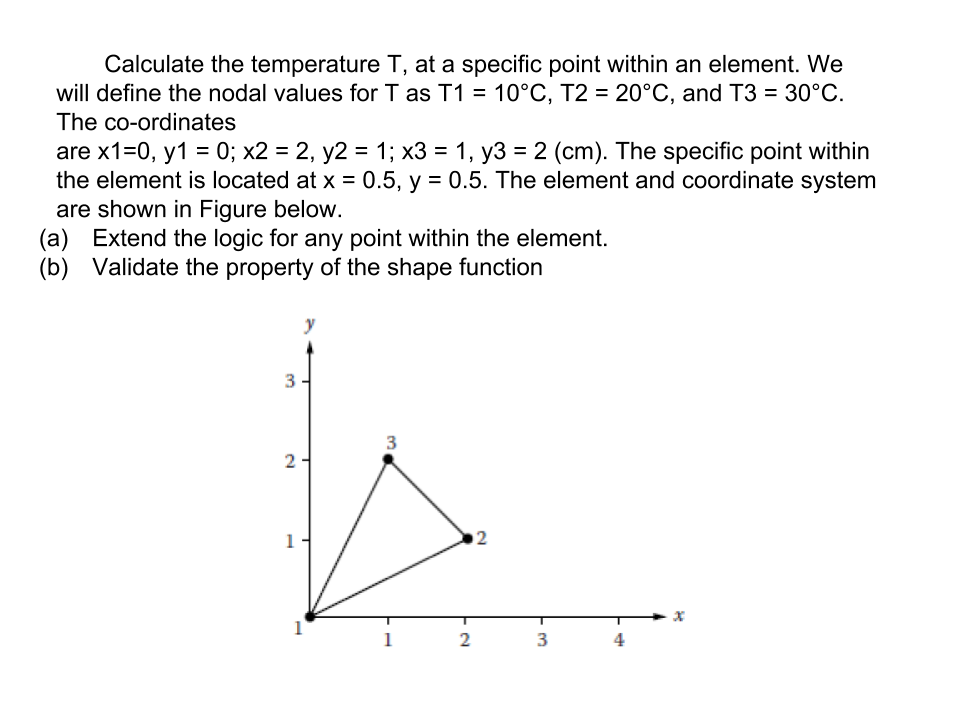 Calculate the temperature T, at a specific point within an element. We
will define the nodal values for T as T1 = 10°C, T2 = 20°C, and T3 = 30°C.
The co-ordinates
are x1=0, y1 = 0; x2 = 2, y2 = 1; x3 = 1, y3 = 2 (cm). The specific point within
the element is located at x = 0.5, y = 0.5. The element and coordinate system
are shown in Figure below.
(a) Extend the logic for any point within the element.
(b) Validate the property of the shape function
y
3
3
2
1
2
1
x
1
2
3
4